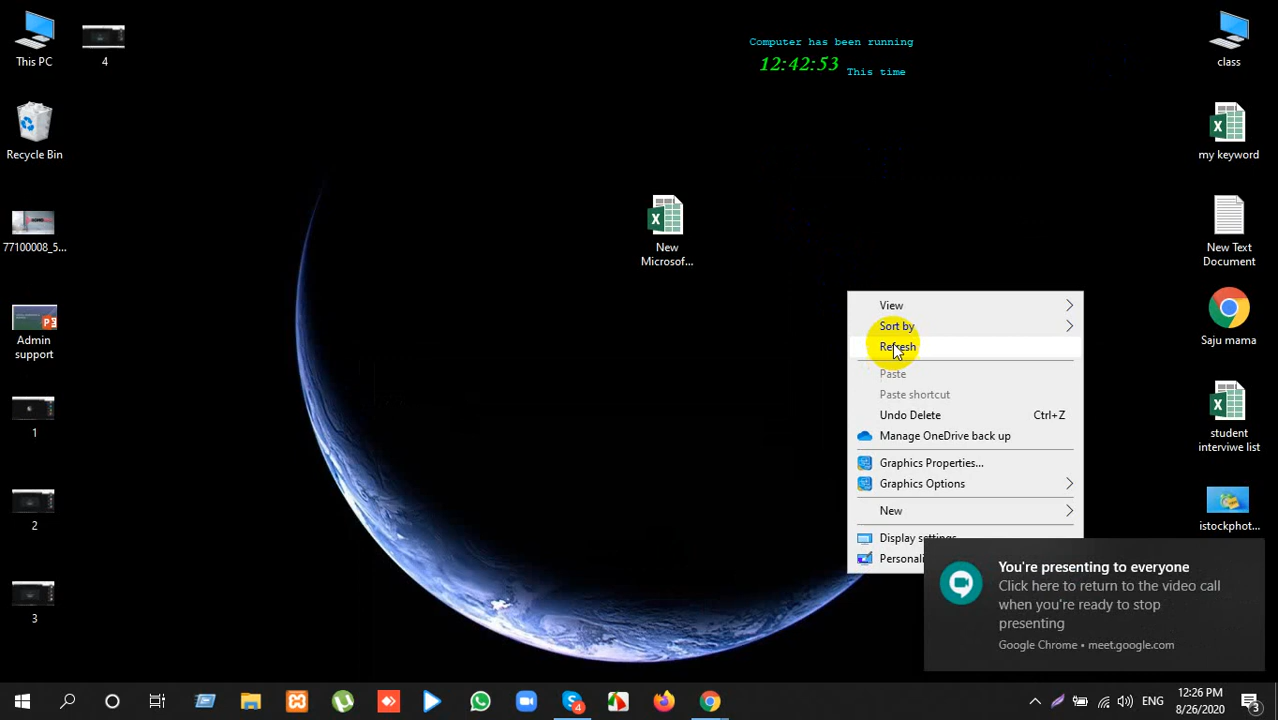 This PC
4
Computer has been running
12:42:53 This time
class
Recycle Bin
my keyword
77100008_5...
New
Microsof...
New Text
Document
Admin
support
Saju mama
1
student
interviwe list
2
istockphot...
3
View
Sort by
Refresh
Paste
Paste shortcut
Undo Delete Ctrl+Z
Manage OneDrive back up
Graphics Properties...
Graphics Options
New
Display settings
Personali
You're presenting to everyone
Click here to return to the video call
when you're ready to stop
presenting
Google Chrome • meet.google.com
4
ENG
12:26 PM
8/26/2020
3